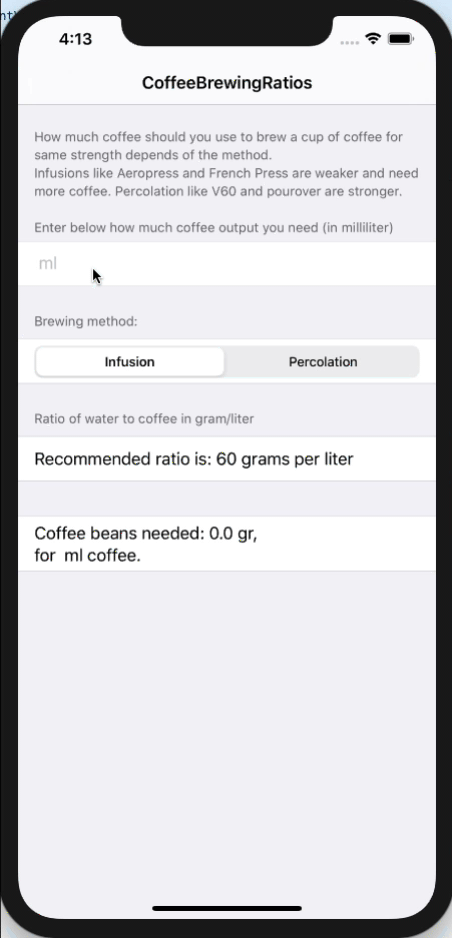 4:13
CoffeeBrewingRatios
How much coffee should you use to brew a cup of coffee for
same strength depends of the method.
Infusions like Aeropress and French Press are weaker and need
more coffee. Percolation like V60 and pourover are stronger.
Enter below how much coffee output you need (in milliliter)
ml
Brewing method:
Infusion Percolation
Ratio of water to coffee in gram/liter
Recommended ratio is: 60 grams per liter
Coffee beans needed: 0.0 gr,
for ml coffee.